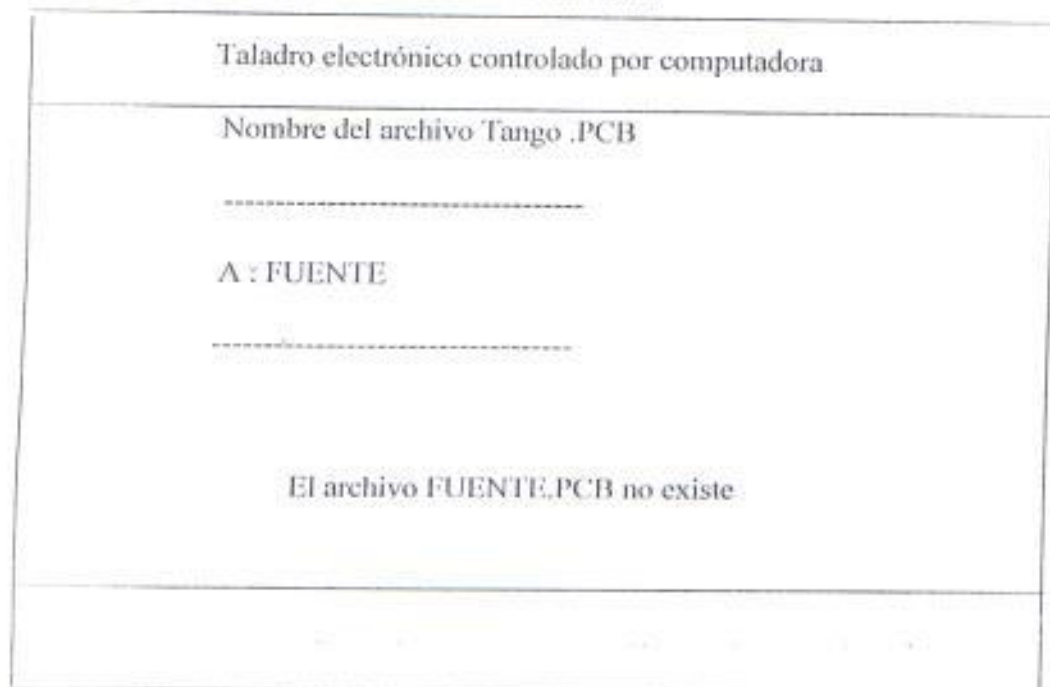 Taladro electrónico controlado por computadora
Nombre del archivo Tango .PCB
--------------------------------
A : FUENTE
--------------------------------
El archivo FUENTE.PCB no existe